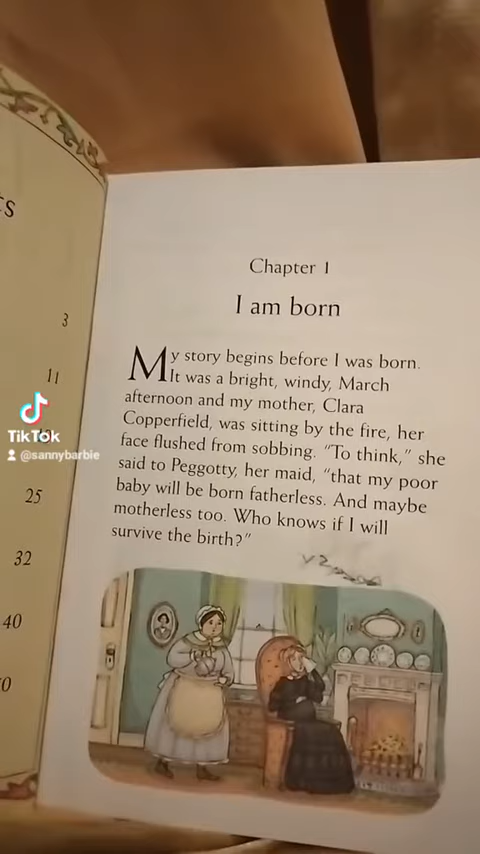 3
11
25
32
40
Chapter 1
I am born
My story begins before I was born.
It was a bright, windy, March
afternoon and my mother, Clara
Copperfield, was sitting by the fire, her
face flushed from sobbing. “To think,” she
said to Peggotty, her maid, “that my poor
baby will be born fatherless. And maybe
motherless too. Who knows if I will
survive the birth?”
TikTok
@sannybarbie